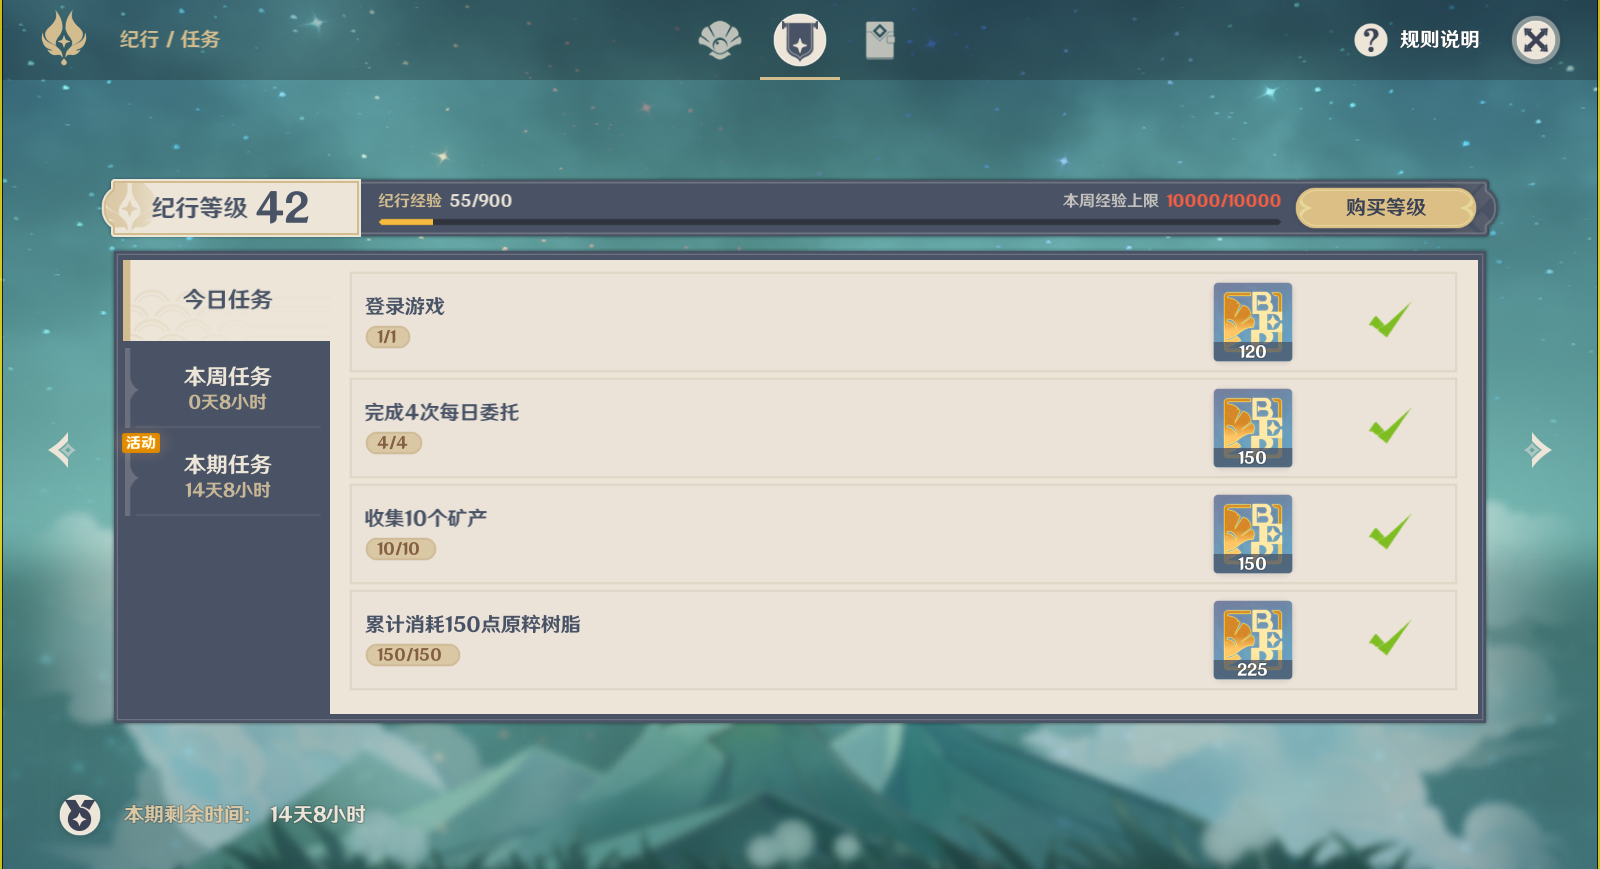 纪行 / 任务
规则说明
纪行等级 42
纪行经验 55/900
本周经验上限 10000/10000
购买等级
今日任务
本周任务
0天8小时
活动
本期任务
14天8小时
登录游戏
1/1
120
完成4次每日委托
4/4
150
收集10个矿产
10/10
150
累计消耗150点原粹树脂
150/150
225
本期剩余时间： 14天8小时